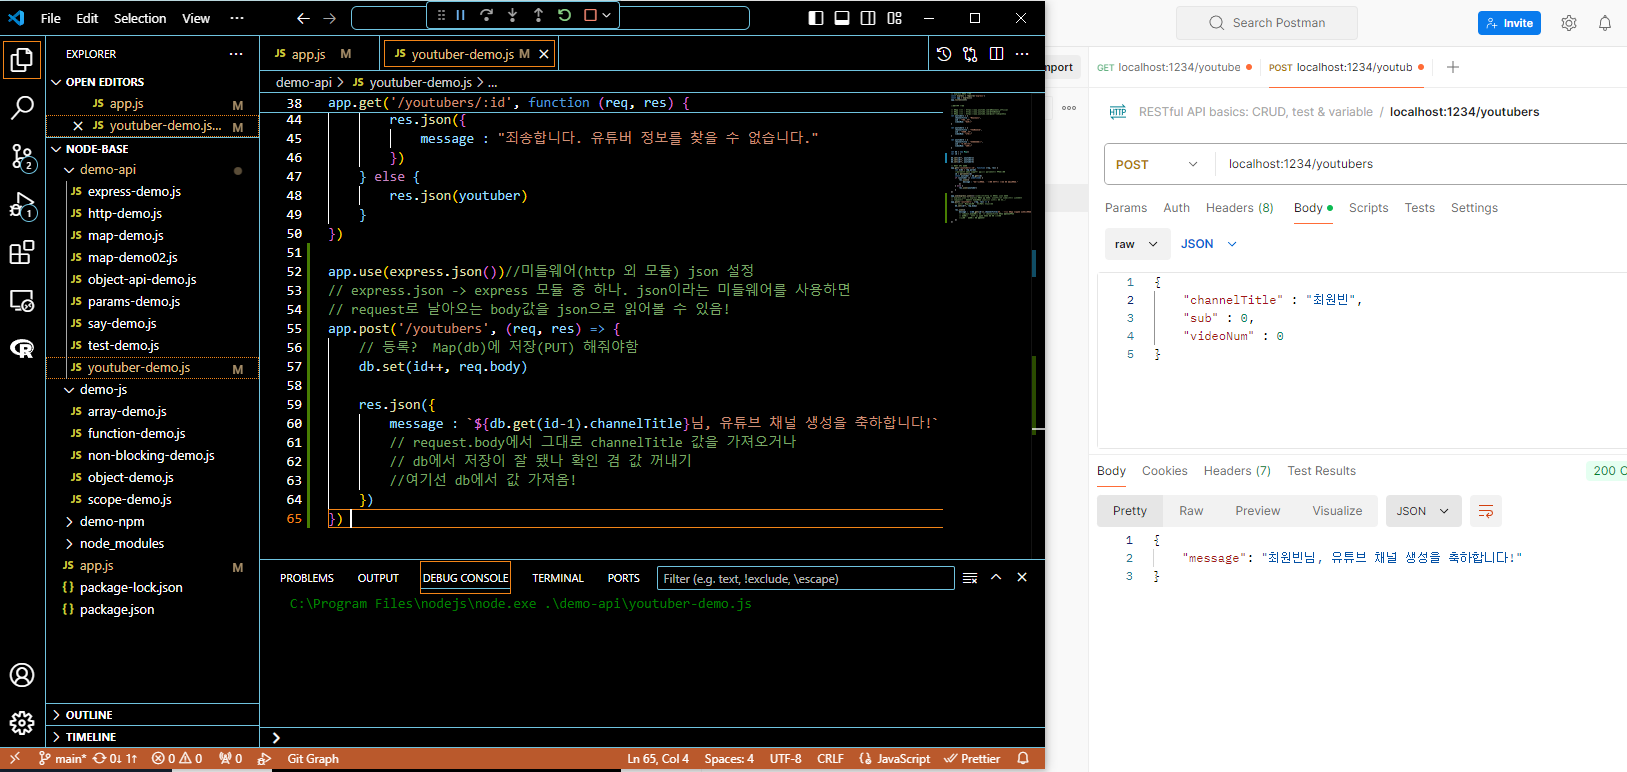 File Edit Selection View ...
EXPLORER
OPEN EDITORS
app.js M
youtuber-demo.js... M
NODE-BASE
demo-api
express-demo.js
http-demo.js
map-demo.js
map-demo02.js
object-api-demo.js
params-demo.js
say-demo.js
test-demo.js
youtuber-demo.js M
demo-js
array-demo.js
function-demo.js
non-blocking-demo.js
object-demo.js
scope-demo.js
demo-npm
node_modules
app.js M
package-lock.json
package.json
OUTLINE
TIMELINE
2
1
app.js M
youtuber-demo.js M
demo-api > JS youtuber-demo.js > ...
38 app.get('/youtubers/:id', function (req, res) {
44 res.json({
45 message : "죄송합니다. 유튜버 정보를 찾을 수 없습니다."
46 })
47 } else {
48 res.json(youtuber)
49 }
50 })
51
52 app.use(express.json())//미들웨어(http 외 모듈) json 설정
53 // express.json -> express 모듈 중 하나. json이라는 미들웨어를 사용하면
54 // request로 날아오는 body값을 json으로 읽어볼 수 있음!
55 app.post('/youtubers', (req, res) => {
56 // 등록? Map(db)에 저장(PUT) 해줘야함
57 db.set(id++, req.body)
58
59 res.json({
60 message : `${db.get(id-1).channelTitle}님, 유튜브 채널 생성을 축하합니다!`
61 // request.body에서 그대로 channelTitle 값을 가져오거나
62 // db에서 저장이 잘 됐나 확인 겸 값 꺼내기
63 //여기선 db에서 값 가져옴!
64 })
65 })
PROBLEMS OUTPUT DEBUG CONSOLE TERMINAL PORTS Filter (e.g. text, !exclude, \escape)
C:\Program Files\nodejs\node.exe .\demo-api\youtuber-demo.js
main* 0↓ 1↑ 0 0 0 Git Graph Ln 65, Col 4 Spaces: 4 UTF-8 CRLF {} JavaScript Prettier
Search Postman Invite
mport GET localhost:1234/youtube POST localhost:1234/youtub
HTTP RESTful API basics: CRUD, test & variable / localhost:1234/youtubers
POST localhost:1234/youtubers
Params Auth Headers (8) Body Scripts Tests Settings
raw JSON
1 {
2 "channelTitle" : "최원빈",
3 "sub" : 0,
4 "videoNum" : 0
5 }
Body Cookies Headers (7) Test Results 200 O
Pretty Raw Preview Visualize JSON
1 {
2 "message": "최원빈님, 유튜브 채널 생성을 축하합니다!"
3 }